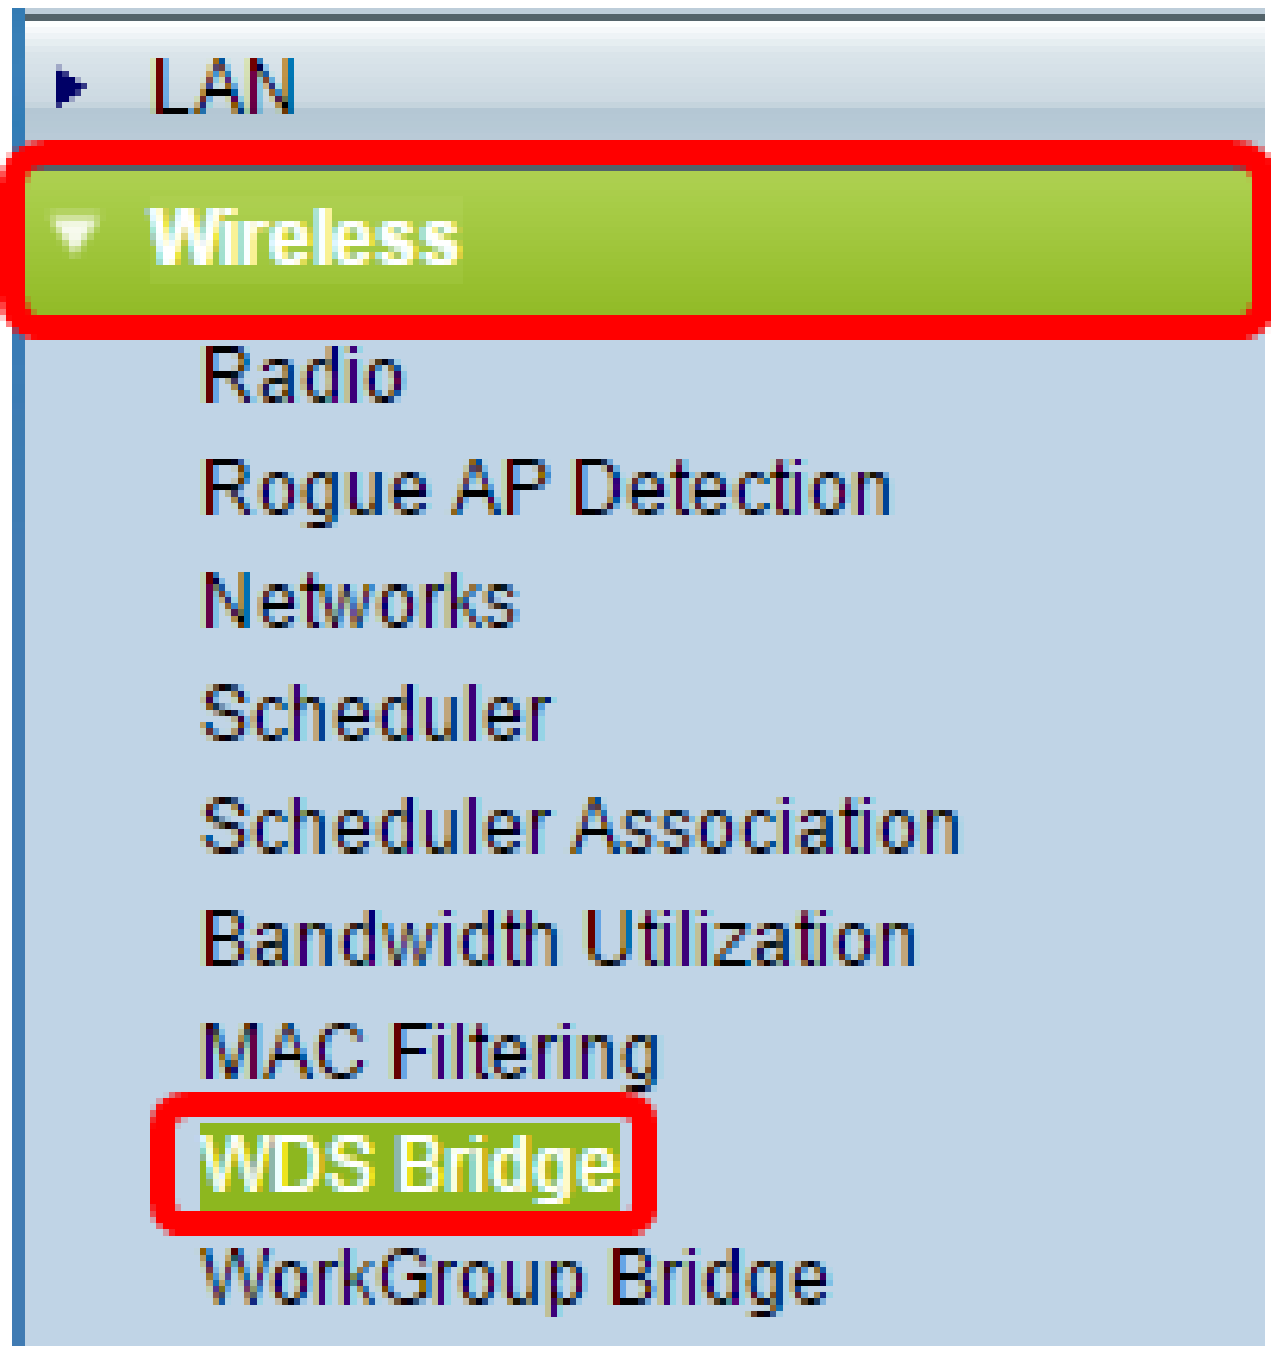 LAN
Wireless
Radio
Rogue AP Detection
Networks
Scheduler
Scheduler Association
Bandwidth Utilization
MAC Filtering
WDS Bridge
WorkGroup Bridge